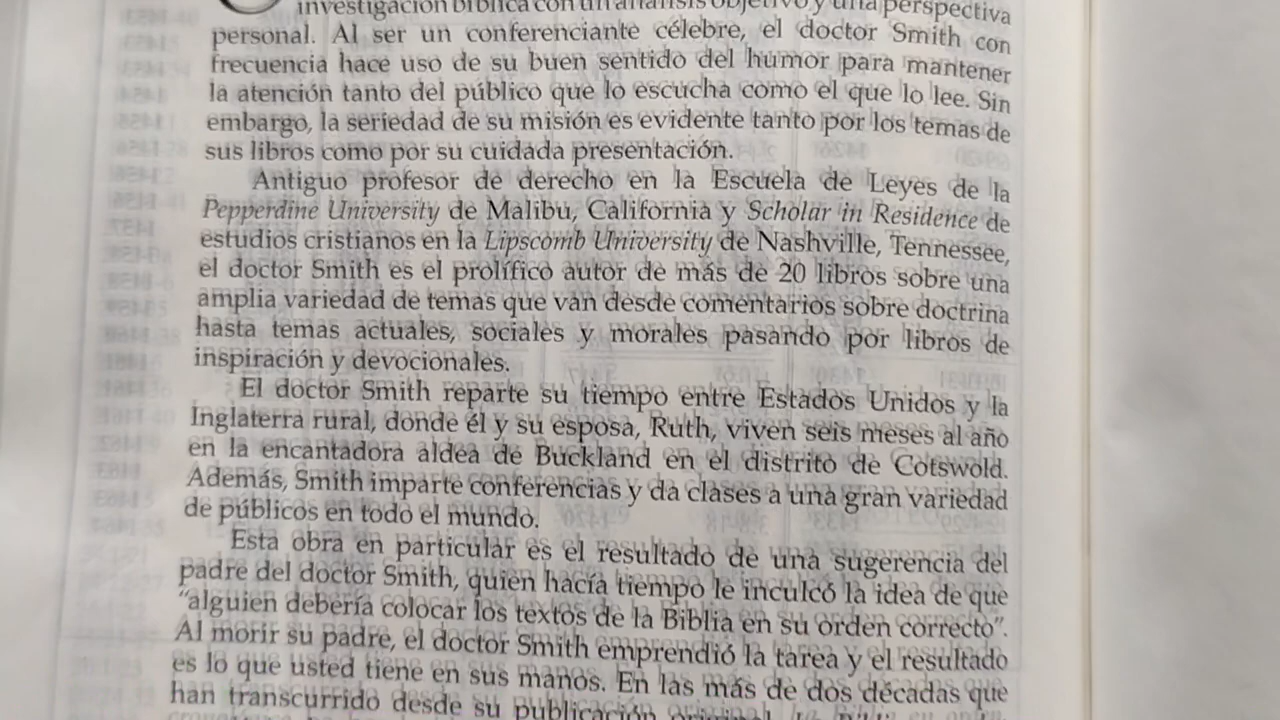 investigación bíblica con un análisis objetivo y una perspectiva
personal. Al ser un conferenciante célebre, el doctor Smith con
frecuencia hace uso de su buen sentido del humor para mantener
la atención tanto del público que lo escucha como el que lo lee. Sin
embargo, la seriedad de su misión es evidente tanto por los temas de
sus libros como por su cuidada presentación.
Antiguo profesor de derecho en la Escuela de Leyes de la
Pepperdine University de Malibu, California y Scholar in Residence de
estudios cristianos en la Lipscomb University de Nashville, Tennessee,
el doctor Smith es el prolífico autor de más de 20 libros sobre una
amplia variedad de temas que van desde comentarios sobre doctrina
hasta temas actuales, sociales y morales pasando por libros de
inspiración y devocionales.
El doctor Smith reparte su tiempo entre Estados Unidos y la
Inglaterra rural, donde él y su esposa, Ruth, viven seis meses al año
en la encantadora aldea de Buckland en el distrito de Cotswold.
Además, Smith imparte conferencias y da clases a una gran variedad
de públicos en todo el mundo.
Esta obra en particular es el resultado de una sugerencia del
padre del doctor Smith, quien hacía tiempo le inculcó la idea de que
“alguien debería colocar los textos de la Biblia en su orden correcto”.
Al morir su padre, el doctor Smith emprendió la tarea y el resultado
es lo que usted tiene en sus manos. En las más de dos décadas que
han transcurrido desde su publicación original, la Biblia en